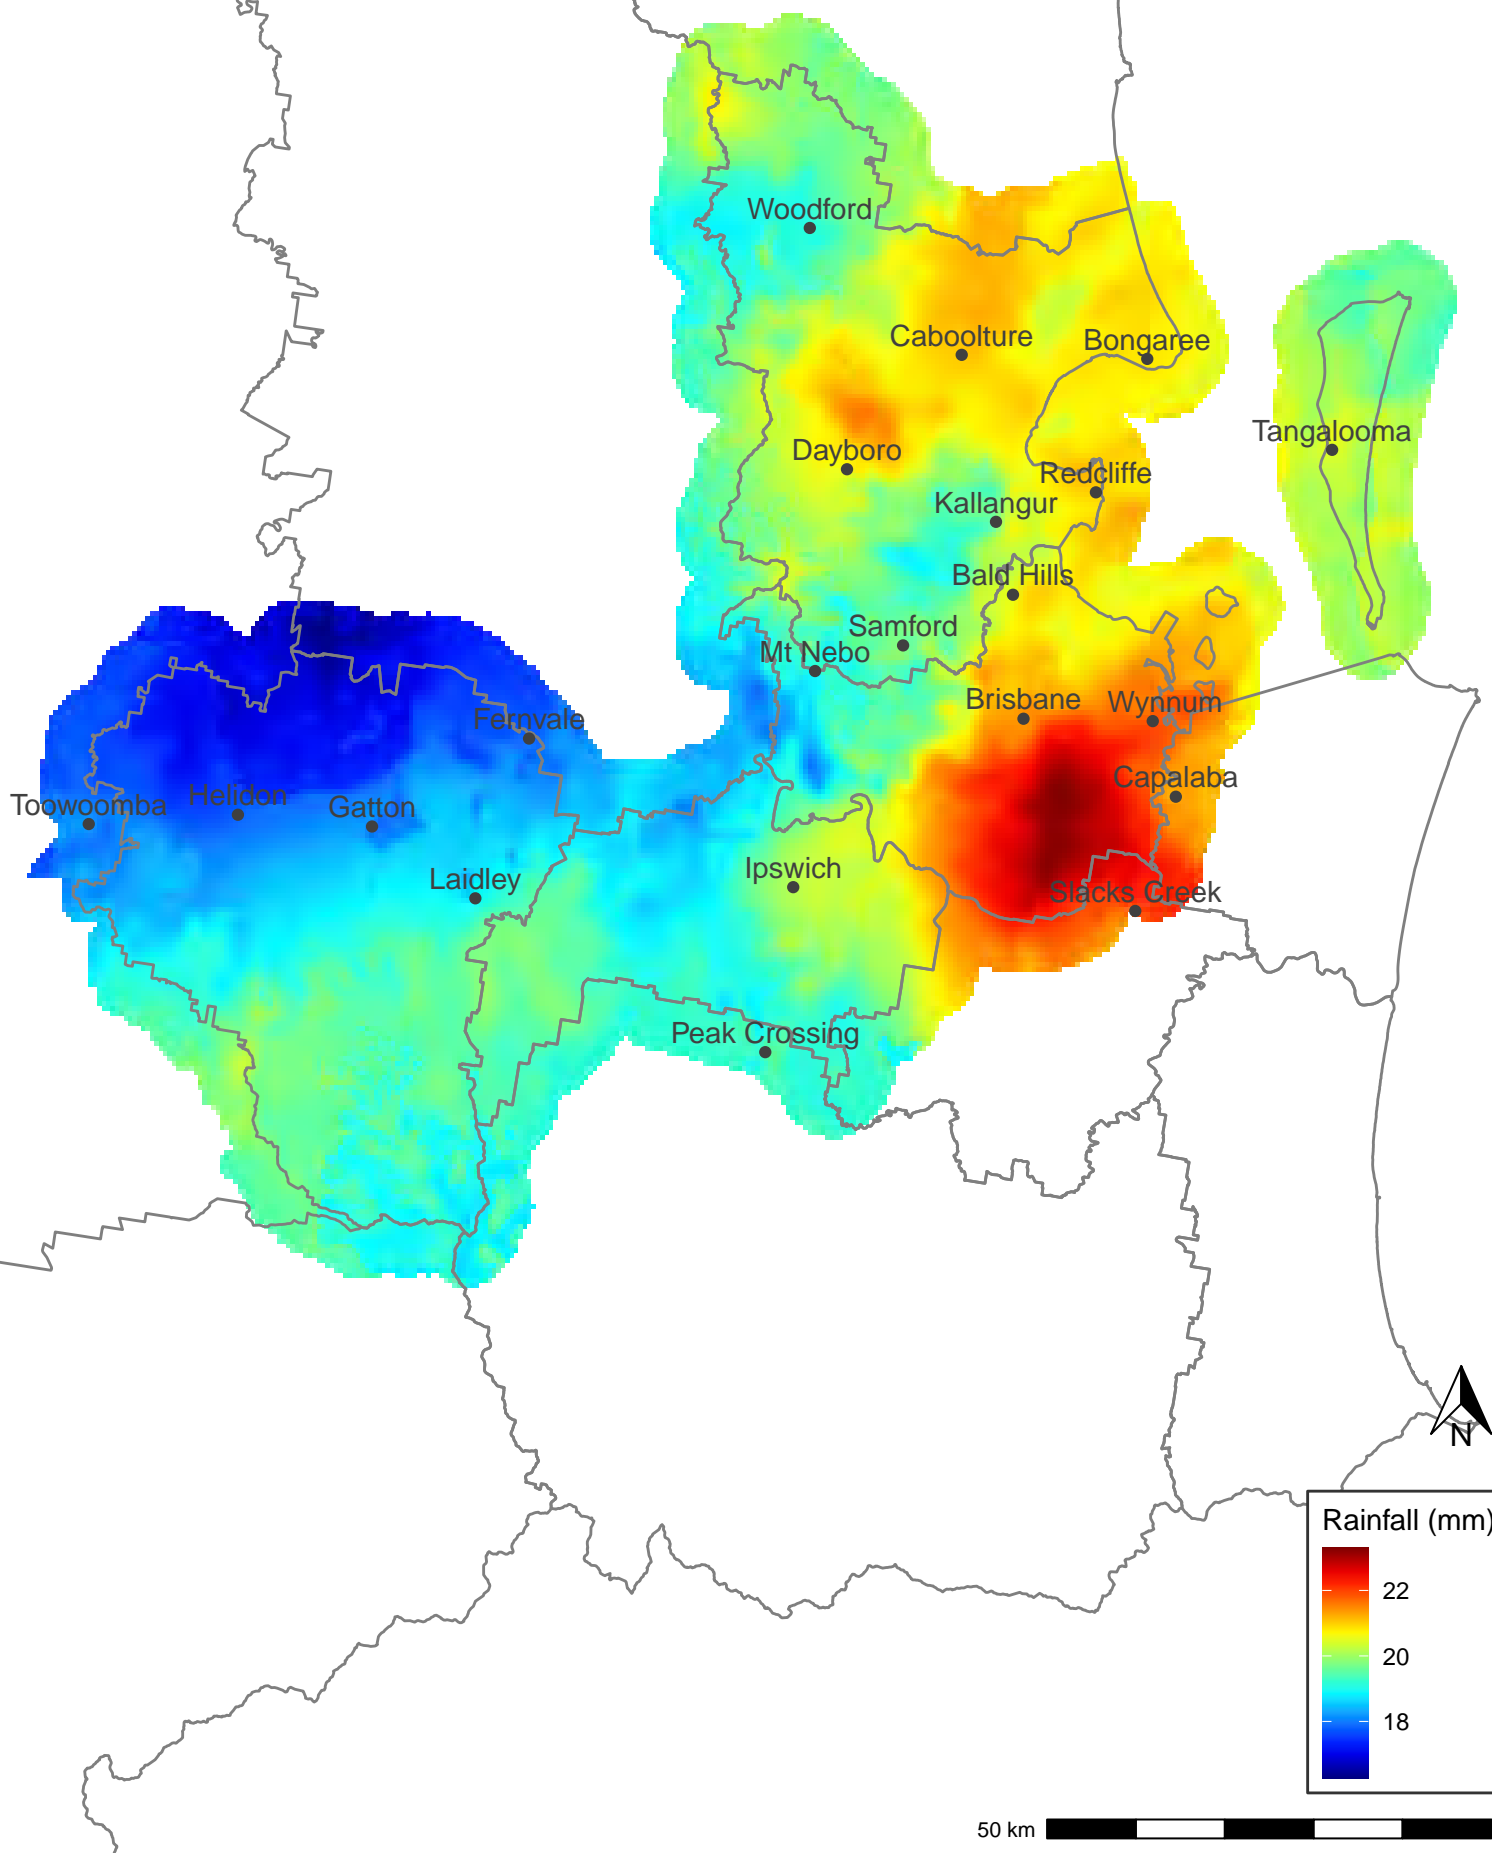 Woodford
Caboolture
Bongaree
Tangalooma
Dayboro
Redcliffe
Kallangur
Bald Hills
Samford
Mt Nebo
Brisbane
Wynnum
Fernvale
Capalaba
Toowoomba
Helidon
Gatton
Ipswich
Laidley
Slacks Creek
Peak Crossing
N
Rainfall (mm)
22
20
18
50 km